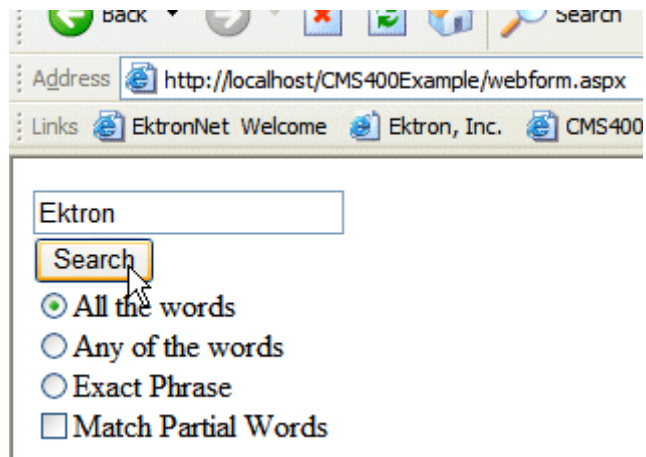 Back Search
Address http://localhost/CMS400Example/webform.aspx
Links EktronNet Welcome Ektron, Inc. CMS400
Ektron
Search
All the words
Any of the words
Exact Phrase
Match Partial Words